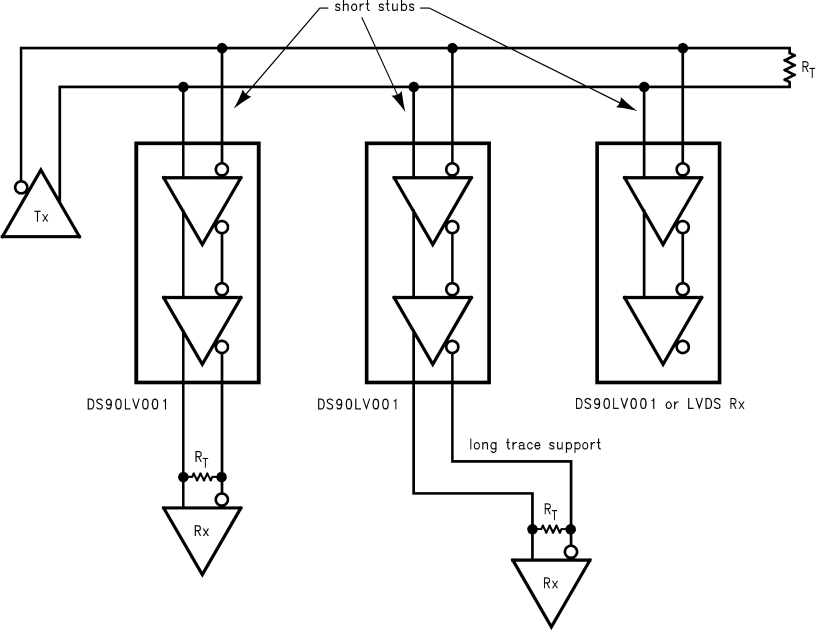 short stubs
RT
Tx
DS90LV001
DS90LV001
DS90LV001 or LVDS Rx
long trace support
RT
Rx
RT
Rx